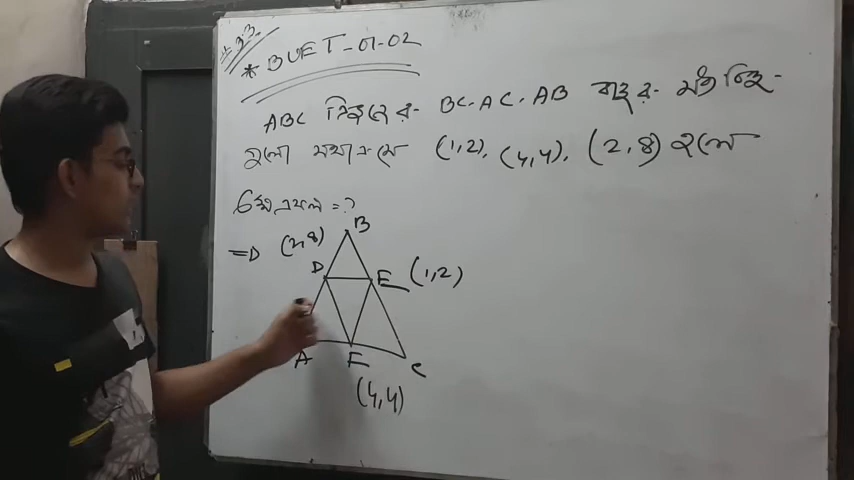 * BUET-01-02
ABC ত্রিভুজের BC, AC, AB বাহুর মধ্যবিন্দু
হলো যথাক্রমে (1,2), (4,4), (2,8) হলে
ক্ষেত্রফল = ?
B
(2,8)
D E (1,2)
A F C
(4,4)